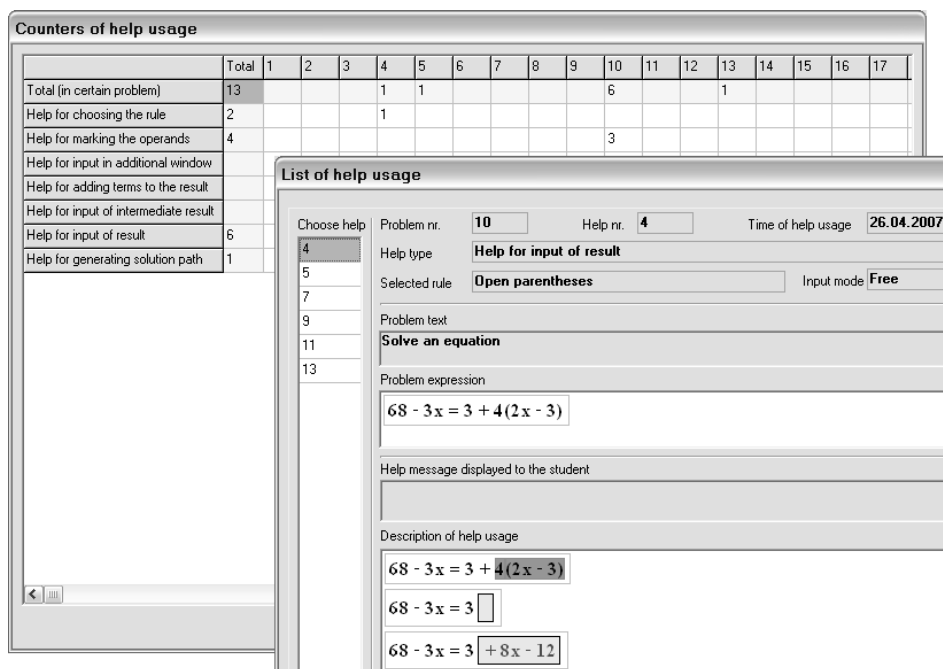 Counters of help usage
Total 1 2 3 4 5 6 7 8 9 10 11 12 13 14 15 16 17
Total (in certain problem) 13 1 1 6 1
Help for choosing the rule 2 1
Help for marking the operands 4 3
Help for input in additional window
Help for adding terms to the result
Help for input of intermediate result
Help for input of result 6
Help for generating solution path 1
List of help usage
Choose help
4
5
7
9
11
13
Problem nr. 10 Help nr. 4 Time of help usage 26.04.2007
Help type Help for input of result
Selected rule Open parentheses Input mode Free
Problem text
Solve an equation
Problem expression
68 - 3x = 3 + 4(2x - 3)
Help message displayed to the student
Description of help usage
68 - 3x = 3 + 4(2x - 3)
68 - 3x = 3
68 - 3x = 3 + 8x - 12